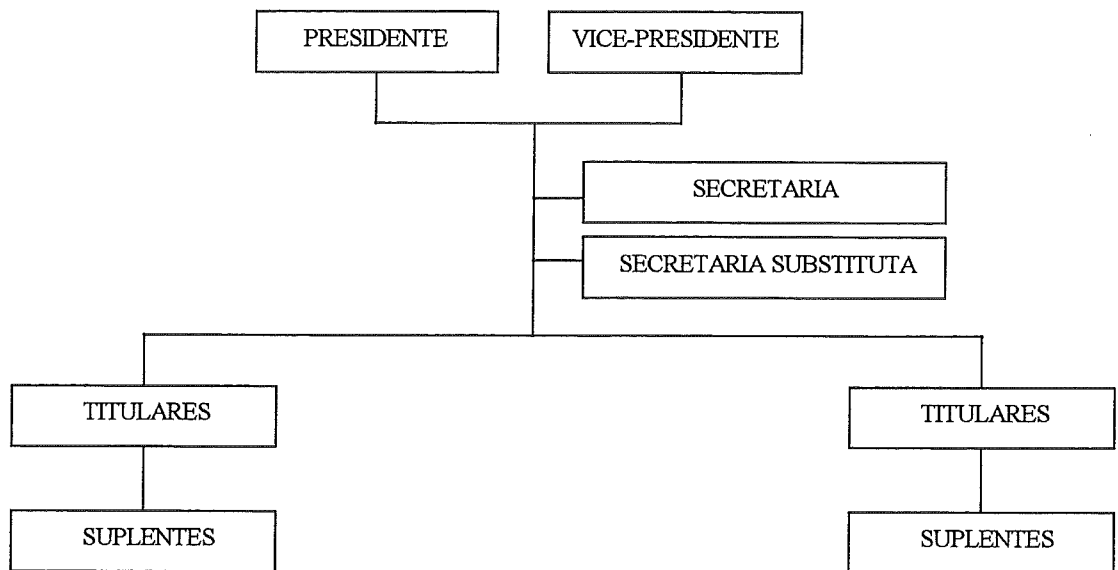 PRESIDENTE
VICE-PRESIDENTE
SECRETARIA
SECRETARIA SUBSTITUTA
TITULARES
TITULARES
SUPLENTES
SUPLENTES